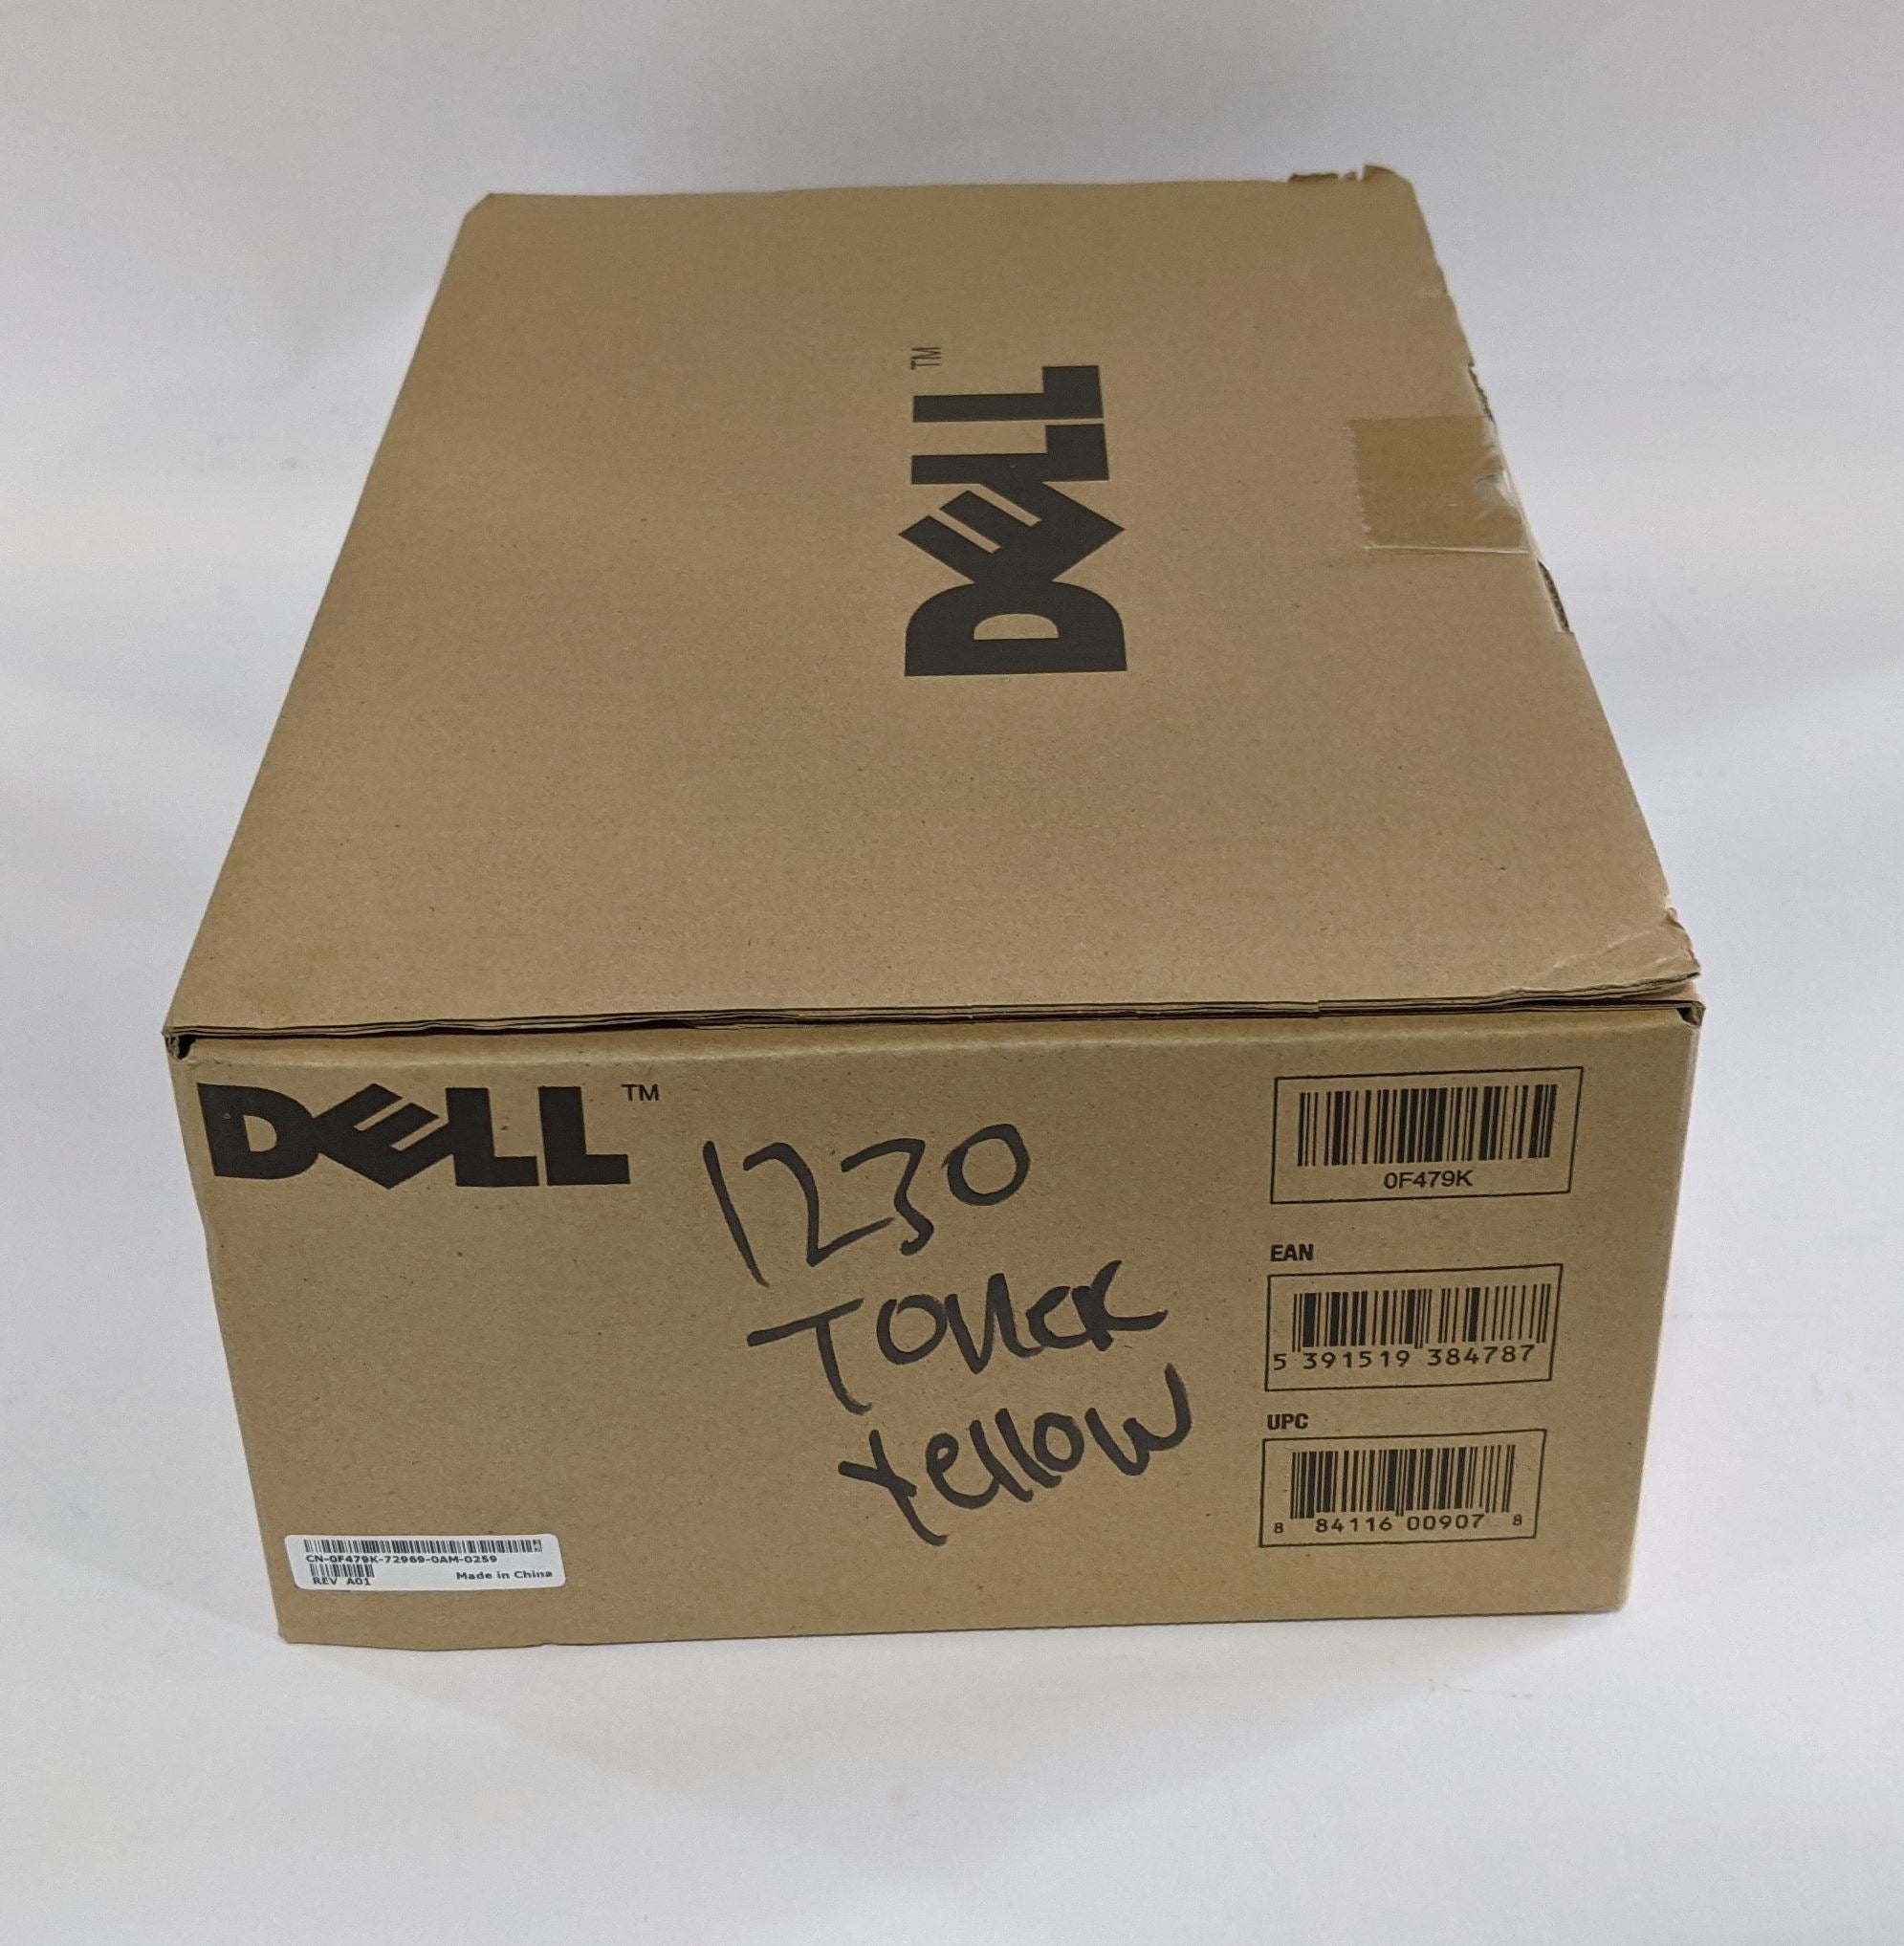 DELL™
DELL™
1230
Toner
Yellow
0F479K
EAN
5 391519 384787
UPC
8 84116 00907 8
CN-0F479K-72969-0AM-0259
REV A01
Made in China